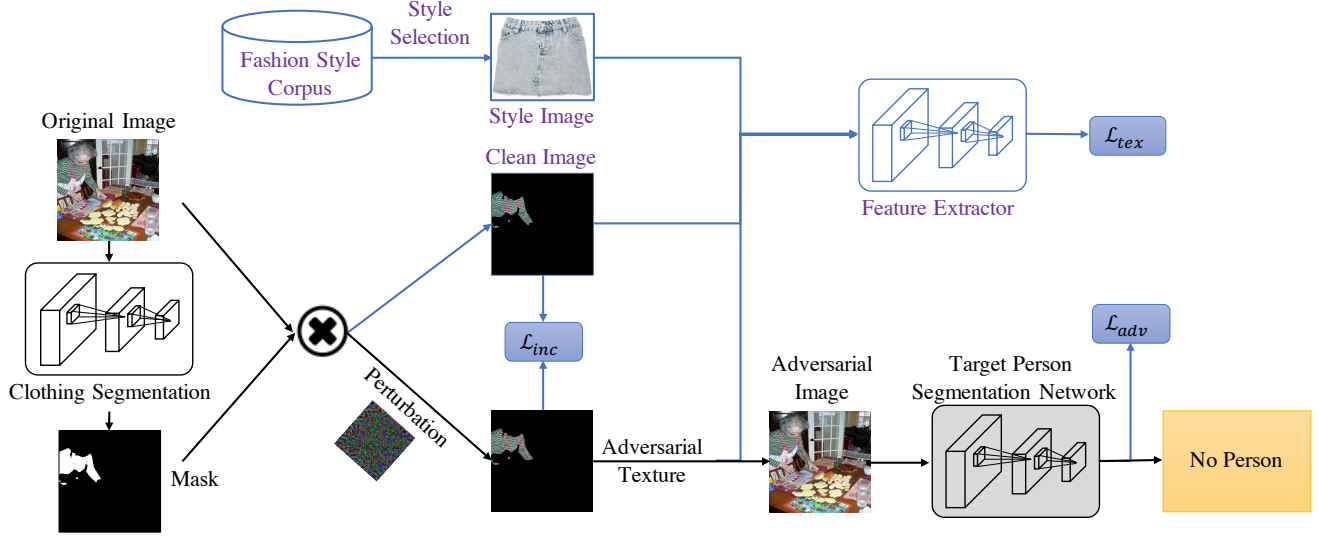 Style
Selection
Fashion Style
Corpus
Style Image
Original Image
Clean Image
ℒ_tex
Feature Extractor
Clothing Segmentation
ℒ_inc
ℒ_adv
Perturbation
Adversarial
Image
Target Person
Segmentation Network
Mask
Adversarial
Texture
No Person